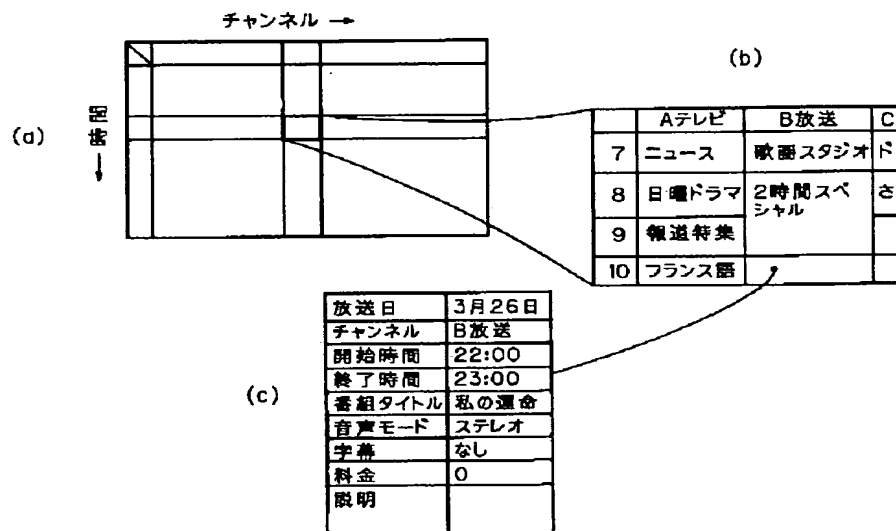 チャンネル →
(a)
時間 →
(b)
Aテレビ B放送 C
7 ニュース 歌番スタジオ ド
8 日曜ドラマ 2時間スペシャル さ
9 報道特集
10 フランス語
(c)
放送日 3月26日
チャンネル B放送
開始時間 22:00
終了時間 23:00
番組タイトル 私の運命
音声モード ステレオ
字幕 なし
料金 0
説明